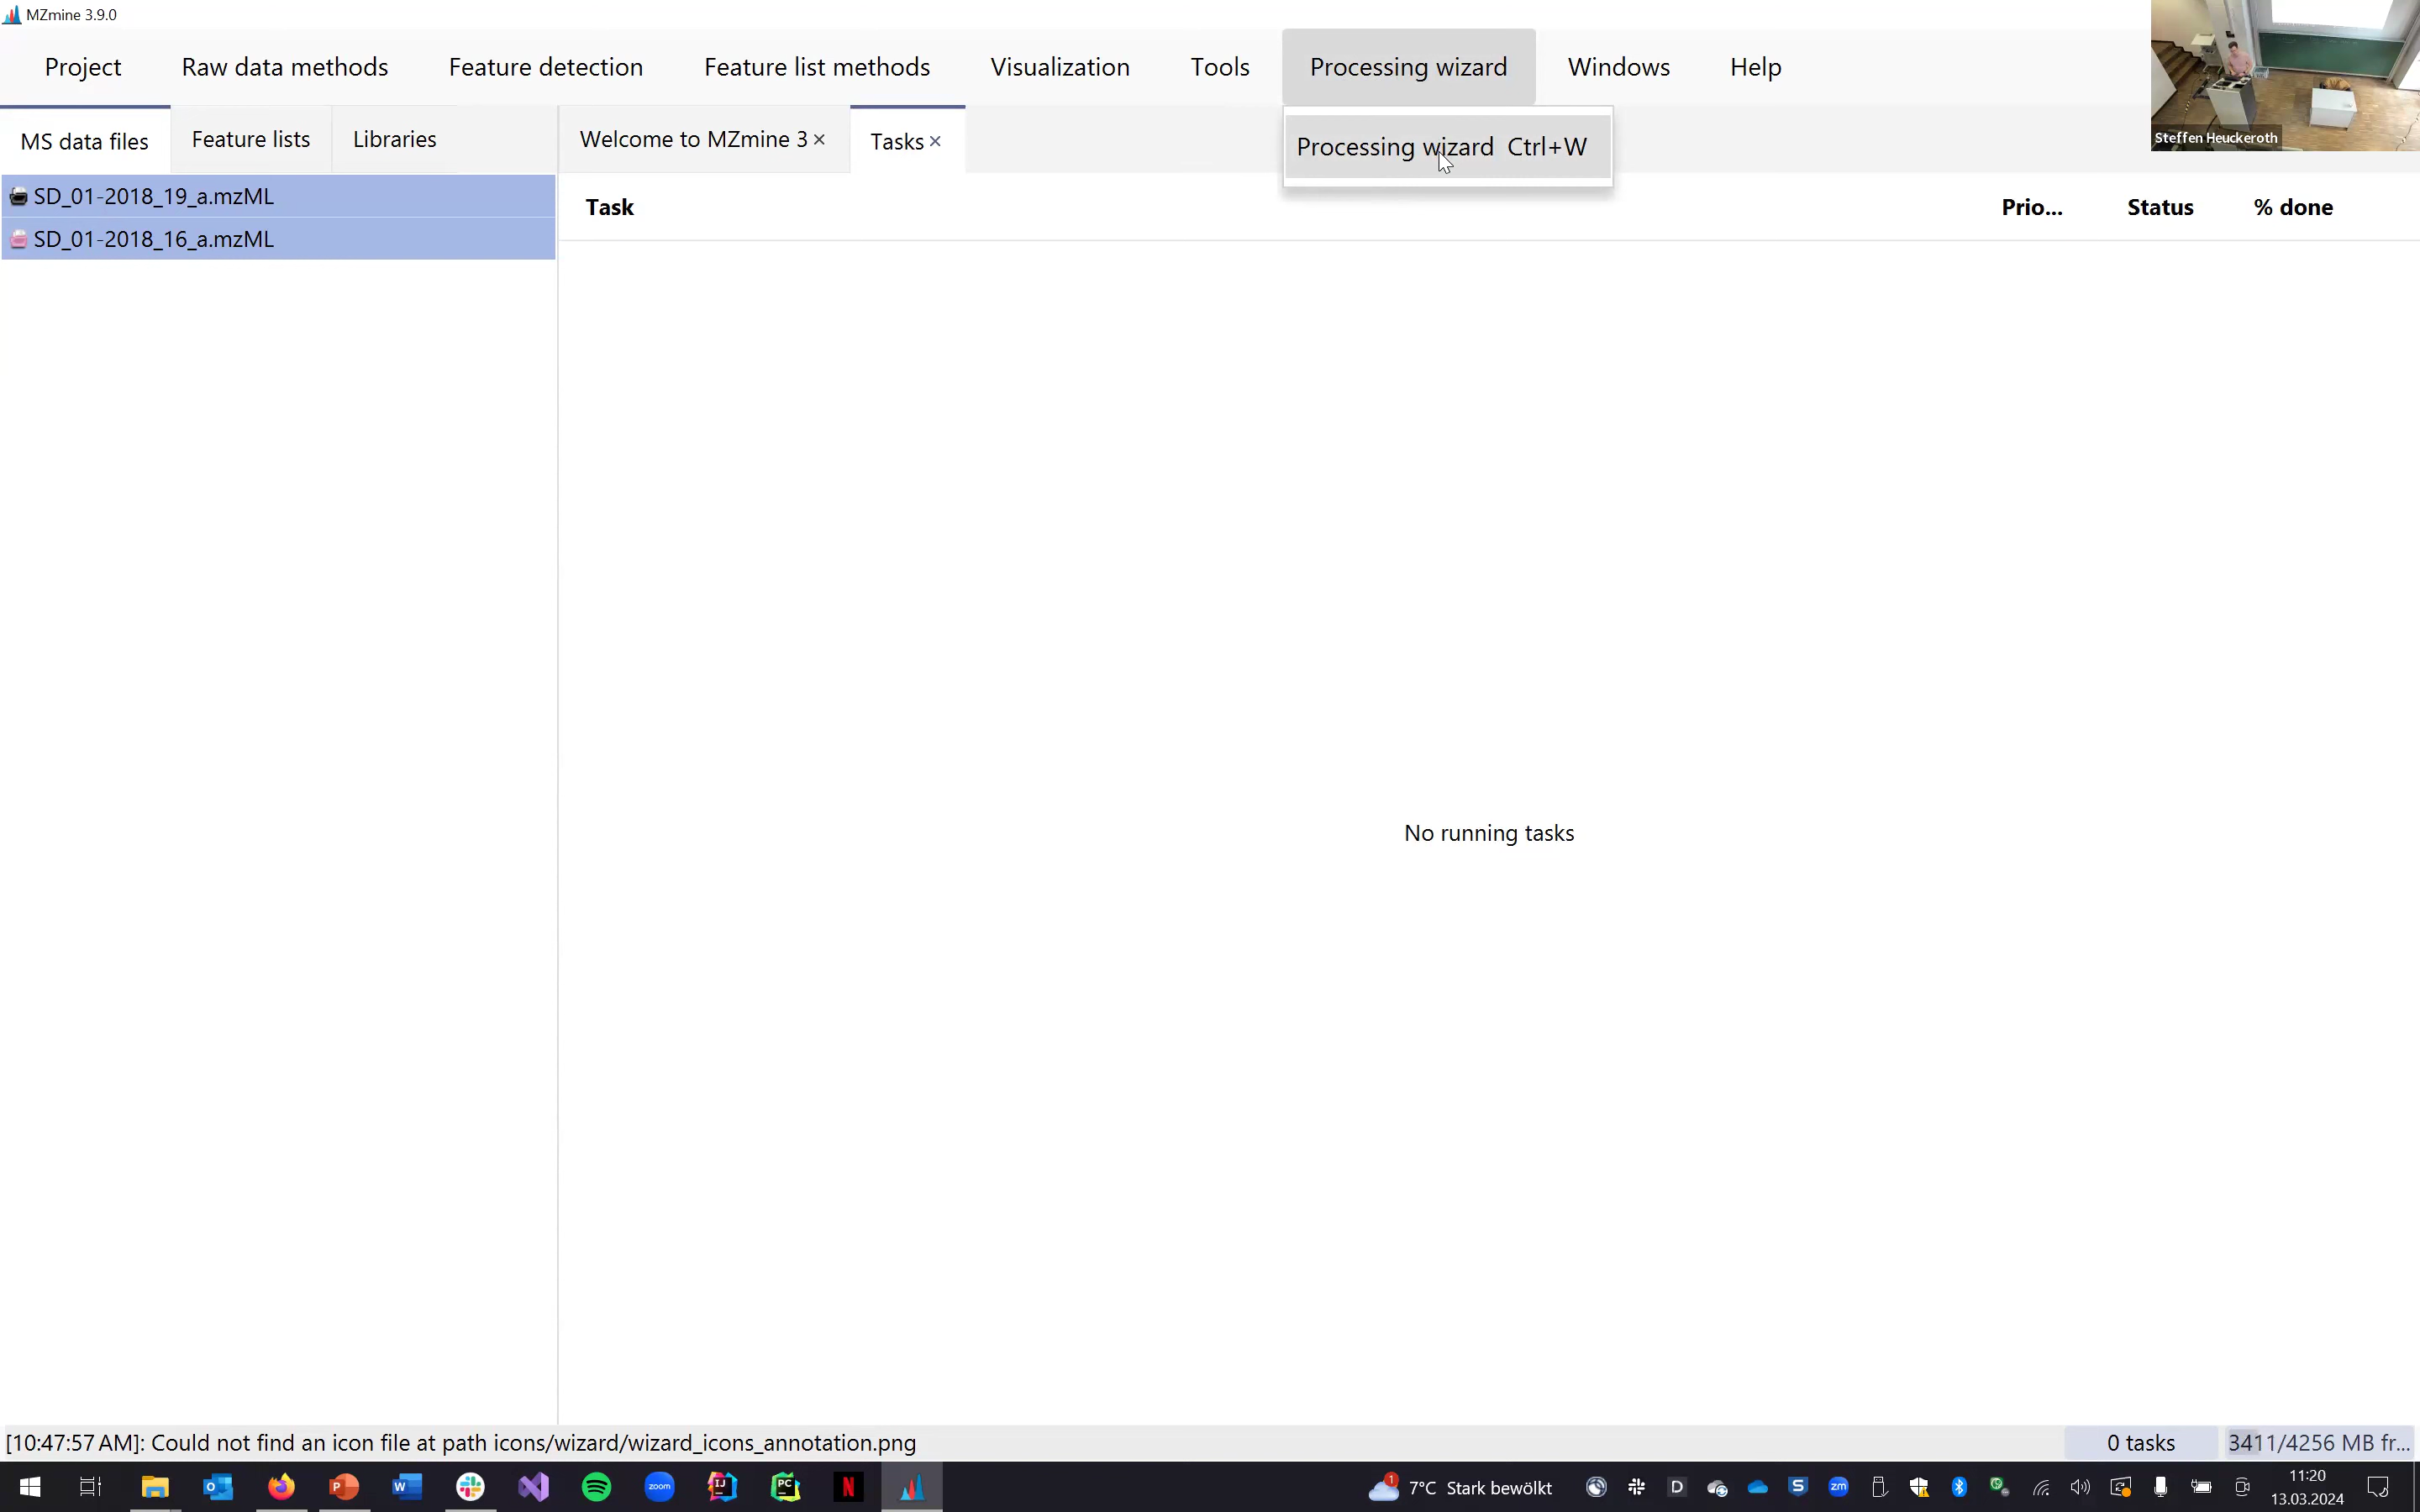 MZmine 3.9.0
Project Raw data methods Feature detection Feature list methods Visualization Tools Processing wizard Windows Help
Steffen Heuckeroth
MS data files Feature lists Libraries Welcome to MZmine 3 × Tasks ×
Processing wizard Ctrl+W
SD_01-2018_19_a.mzML
SD_01-2018_16_a.mzML
Task Prio... Status % done
No running tasks
[10:47:57 AM]: Could not find an icon file at path icons/wizard/wizard_icons_annotation.png 0 tasks 3411/4256 MB fr...
1 7°C Stark bewölkt 11:20
13.03.2024